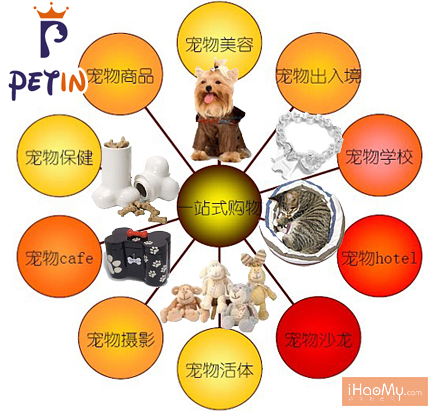 PETIN
宠物美容
宠物商品
宠物出入境
宠物保健
宠物学校
一站式购物
宠物cafe
宠物hotel
宠物摄影
宠物沙龙
宠物活体
iHaoMy.com